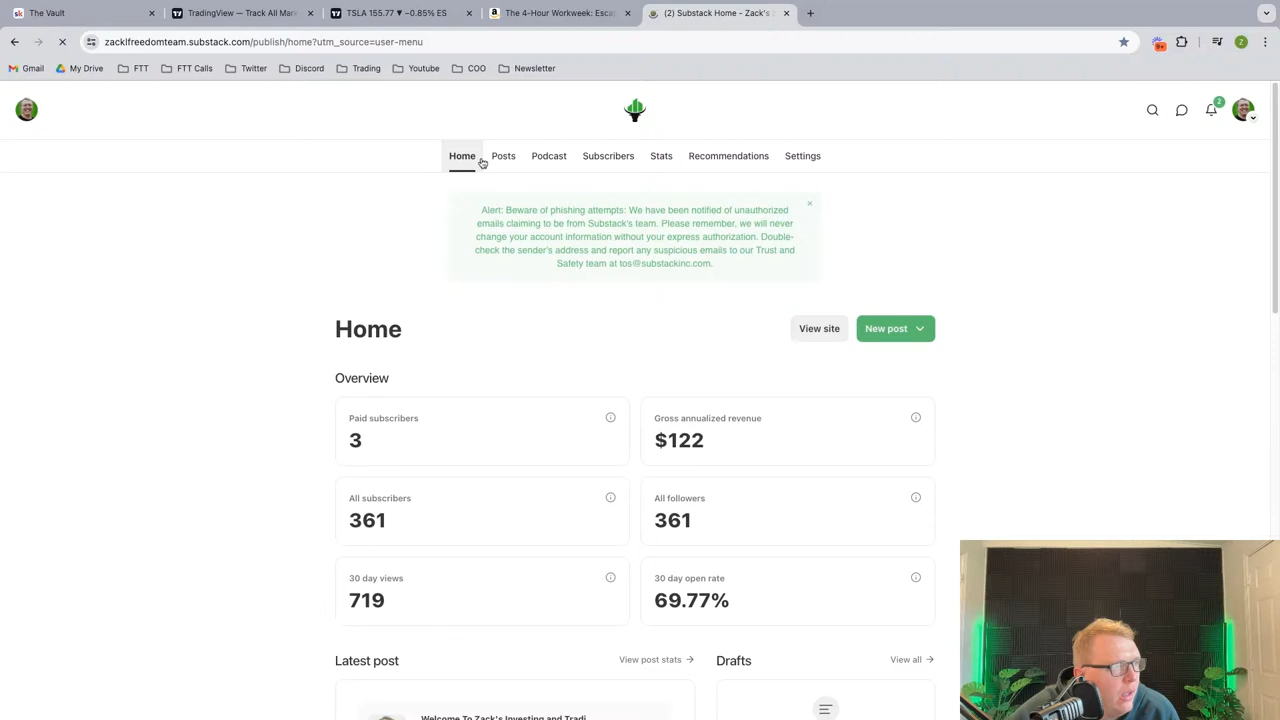 The Vault
TradingView — Track All Mark
TSLA 155.77 −0.85% ES
The 4-Hour Workweek: Esca
(2) Substack Home - Zack's
zacklfreedomteam.substack.com/publish/home?utm_source=user-menu
Gmail
My Drive
FTT
FTT Calls
Twitter
Discord
Trading
Youtube
COO
Newsletter
9+
Z
2
Home
Posts
Podcast
Subscribers
Stats
Recommendations
Settings
Alert: Beware of phishing attempts: We have been notified of unauthorized
emails claiming to be from Substack's team. Please remember, we will never
change your account information without your express authorization. Double-
check the sender's address and report any suspicious emails to our Trust and
Safety team at tos@substackinc.com.
Home
View site
New post
Overview
Paid subscribers
3
Gross annualized revenue
$122
All subscribers
361
All followers
361
30 day views
719
30 day open rate
69.77%
Latest post
View post stats
Drafts
View all
Welcome To Zack's Investing and Tradi